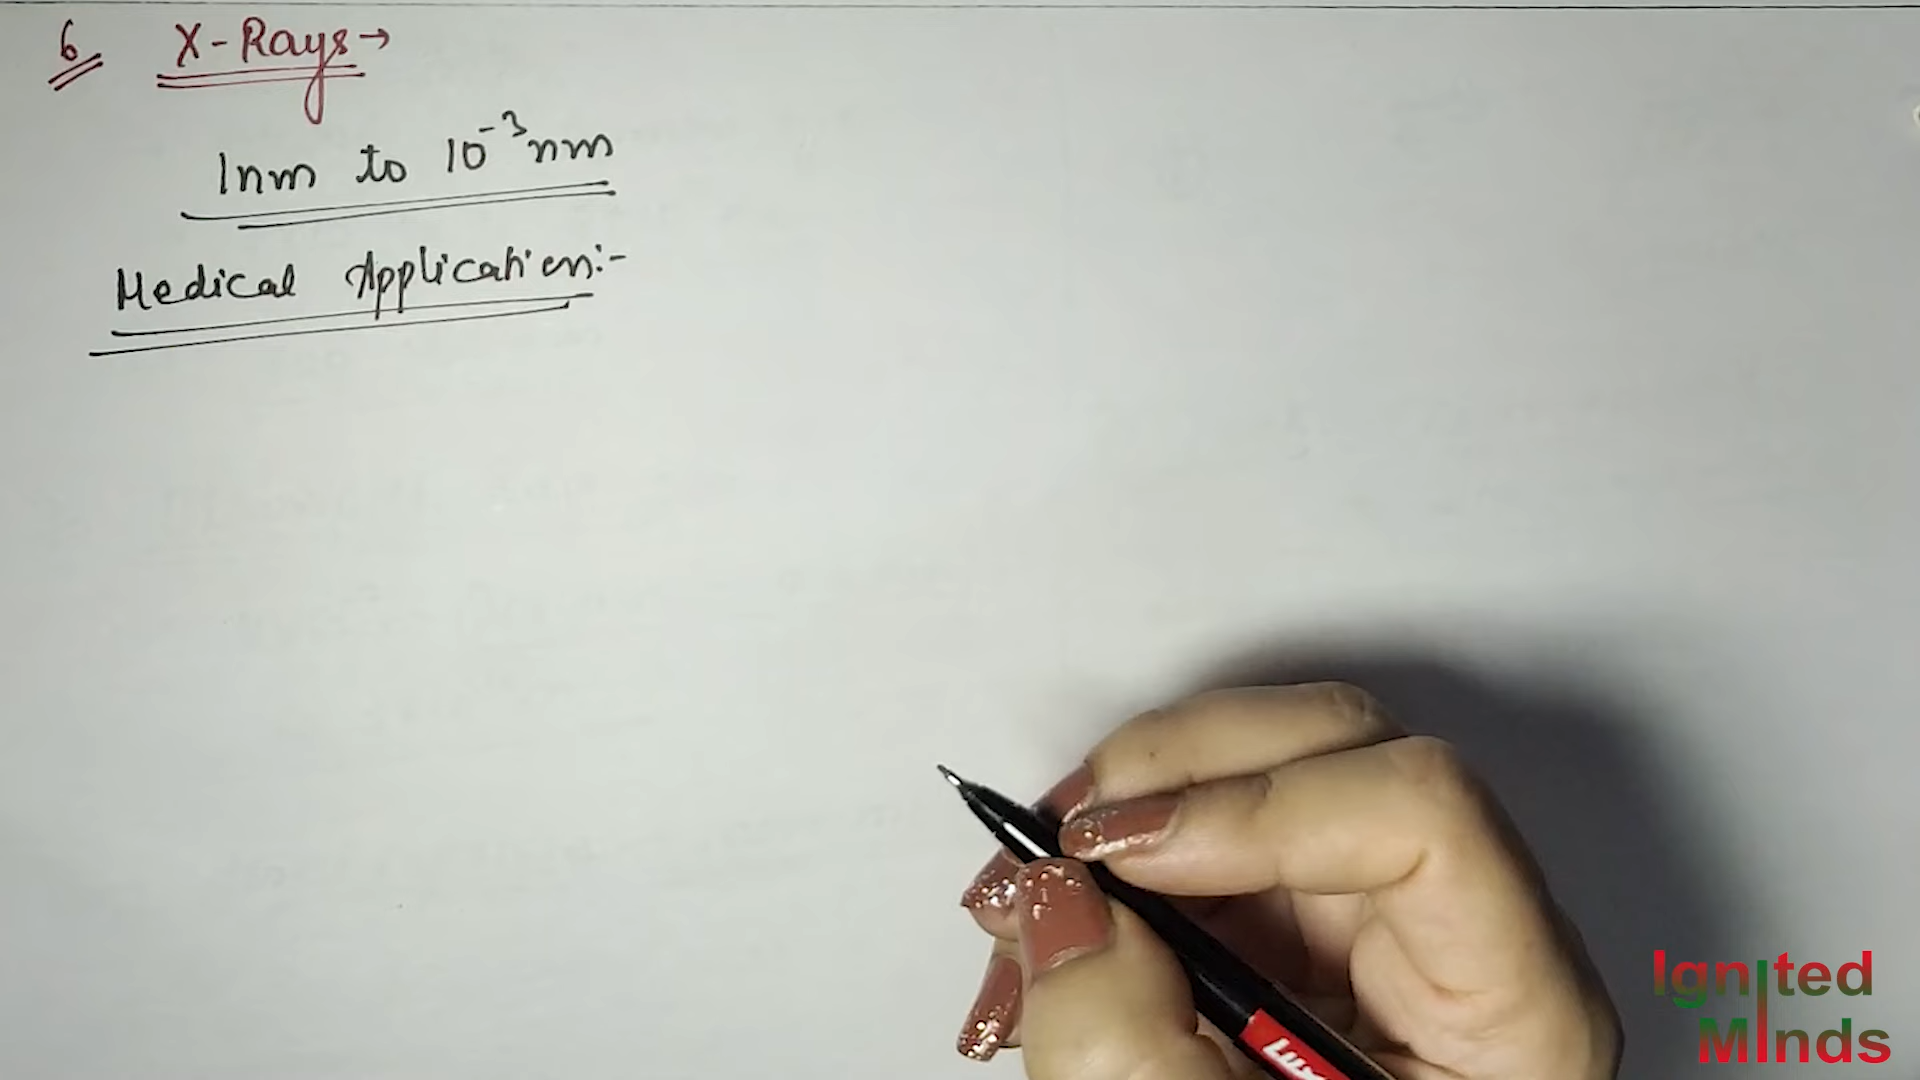 6 X-Rays→
1nm to 10⁻³nm
Medical Application:-
Ignited
Minds